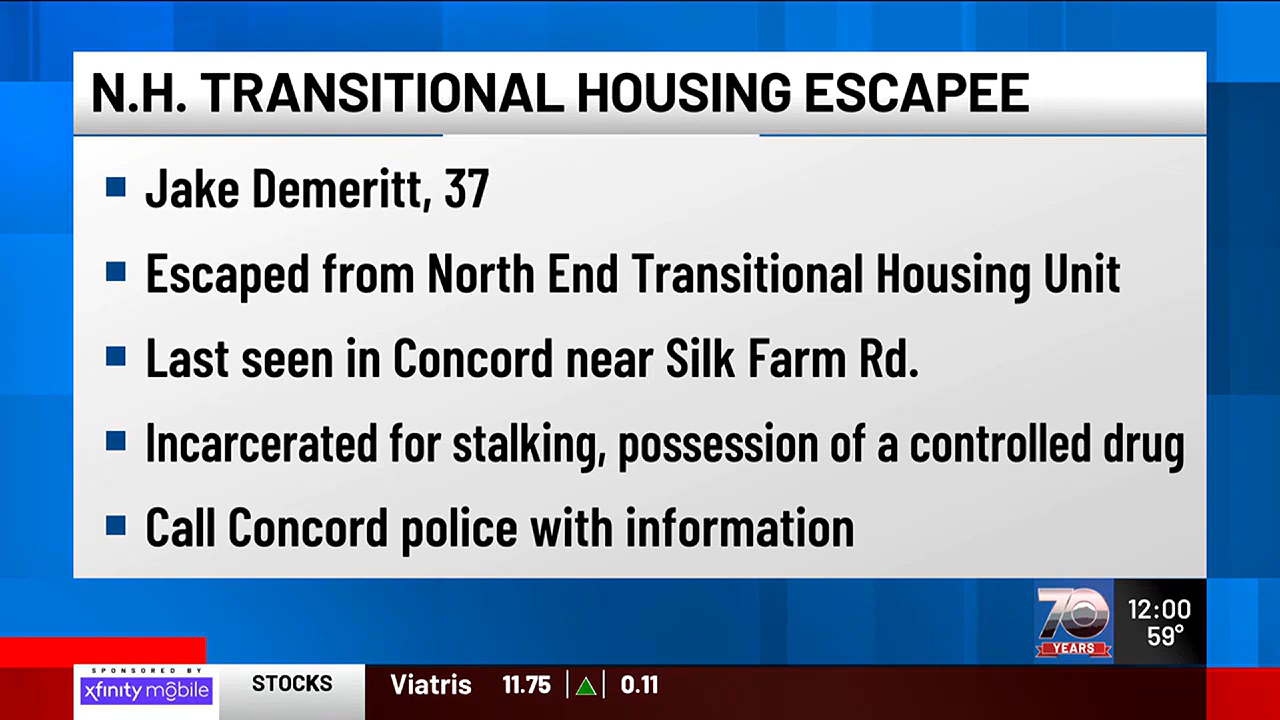 N.H. TRANSITIONAL HOUSING ESCAPEE
Jake Demeritt, 37
Escaped from North End Transitional Housing Unit
Last seen in Concord near Silk Farm Rd.
Incarcerated for stalking, possession of a controlled drug
Call Concord police with information
70
YEARS
12:00
59°
SPONSORED BY
xfinity mobile
STOCKS
Viatris 11.75 0.11